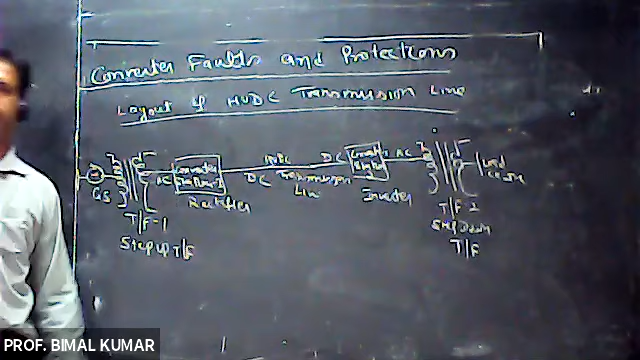 Converter Faults and Protections
Layout of HVDC Transmission Line
HVDC
AC Converter DC Transmission DC Converter AC Load
GS Line
Rectifier Inverter
T/F-1 T/F-2
Step up T/F Step Down
T/F
PROF. BIMAL KUMAR